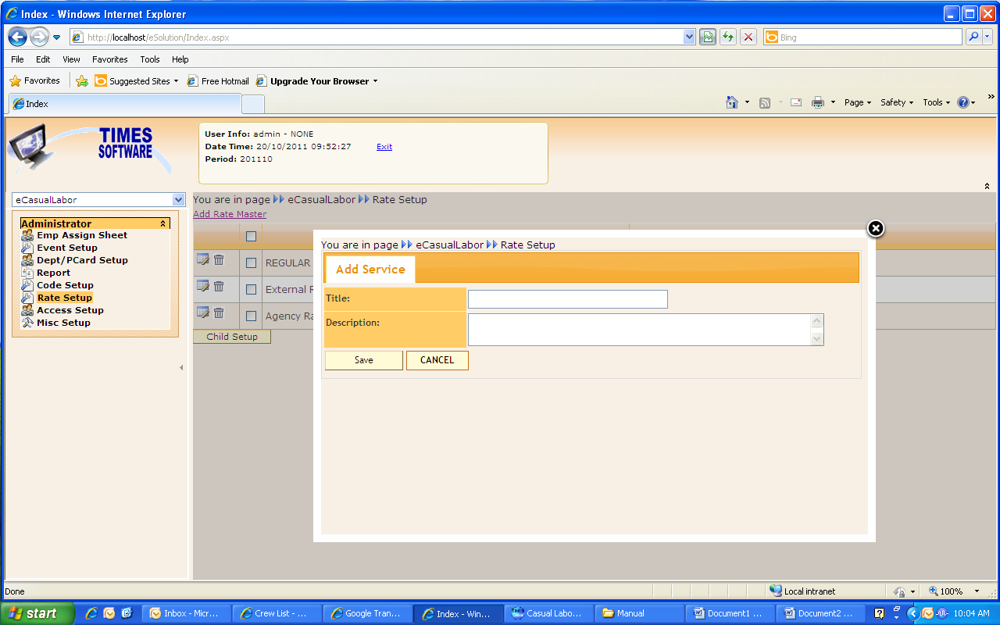 Index - Windows Internet Explorer
http://localhost/eSolution/Index.aspx
Bing
File Edit View Favorites Tools Help
Favorites Suggested Sites Free Hotmail Upgrade Your Browser
Index
Page Safety Tools
TIMES
SOFTWARE
User Info: admin - NONE
Date Time: 20/10/2011 09:52:27 Exit
Period: 201110
eCasualLabor
Administrator
Emp Assign Sheet
Event Setup
Dept/PCard Setup
Report
Code Setup
Rate Setup
Access Setup
Misc Setup
You are in page eCasualLabor Rate Setup
Add Rate Master
REGULAR
External R
Agency Ra
Child Setup
You are in page eCasualLabor Rate Setup
Add Service
Title:
Description:
Save CANCEL
Done Local intranet 100%
start Inbox - Micr... Crew List - ... Google Tran... Index - Win... Casual Labo... Manual Document1 ... Document2 ... 10:04 AM